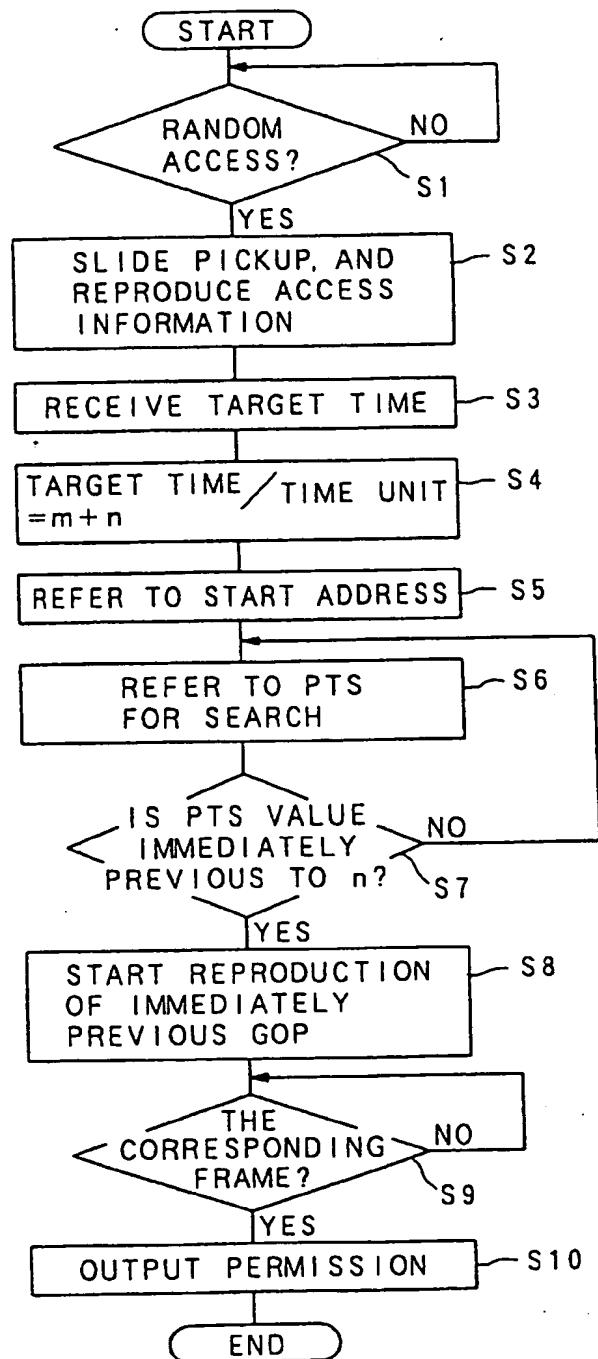 START
RANDOM
ACCESS?
NO
S1
YES
SLIDE PICKUP, AND
REPRODUCE ACCESS
INFORMATION
S2
RECEIVE TARGET TIME
S3
TARGET TIME / TIME UNIT
=m+n
S4
REFER TO START ADDRESS
S5
REFER TO PTS
FOR SEARCH
S6
IS PTS VALUE
IMMEDIATELY
PREVIOUS TO n?
NO
S7
YES
START REPRODUCTION
OF IMMEDIATELY
PREVIOUS GOP
S8
THE
CORRESPONDING
FRAME?
NO
S9
YES
OUTPUT PERMISSION
S10
END